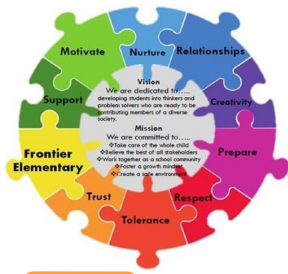 Motivate
Nurture
Relationships
Support
Creativity
Frontier
Elementary
Prepare
Trust
Tolerance
Respect
Vision
We are dedicated to.....
developing students into thinkers and
problem solvers who are ready to be
contributing members of a diverse
society.
Mission
We are committed to.....
❖Take care of the whole child
❖Believe the best of all stakeholders
❖Work together as a school community
❖Foster a growth mindset
❖Create a safe environment